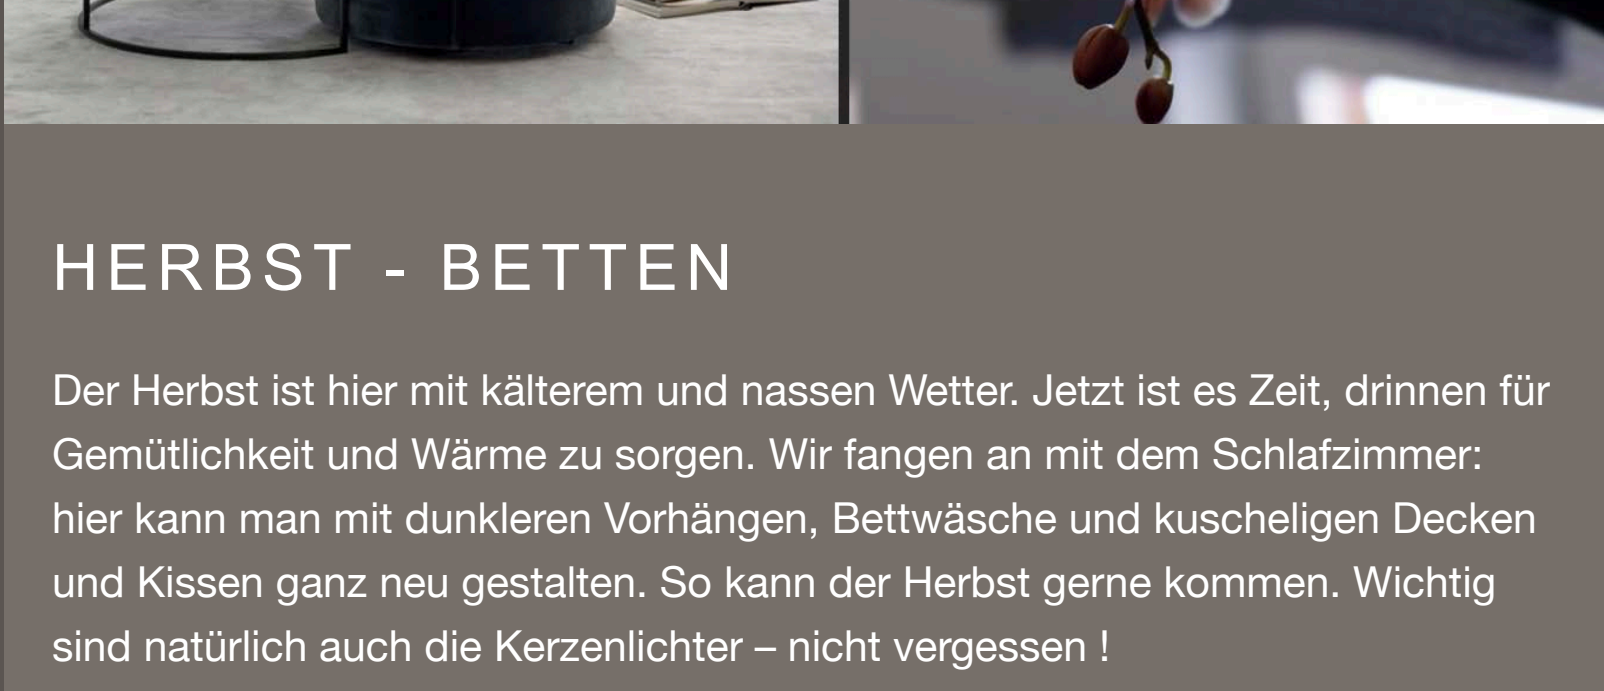 HERBST - BETTEN
Der Herbst ist hier mit kälterem und nassen Wetter. Jetzt ist es Zeit, drinnen für
Gemütlichkeit und Wärme zu sorgen. Wir fangen an mit dem Schlafzimmer:
hier kann man mit dunkleren Vorhängen, Bettwäsche und kuscheligen Decken
und Kissen ganz neu gestalten. So kann der Herbst gerne kommen. Wichtig
sind natürlich auch die Kerzenlichter – nicht vergessen !